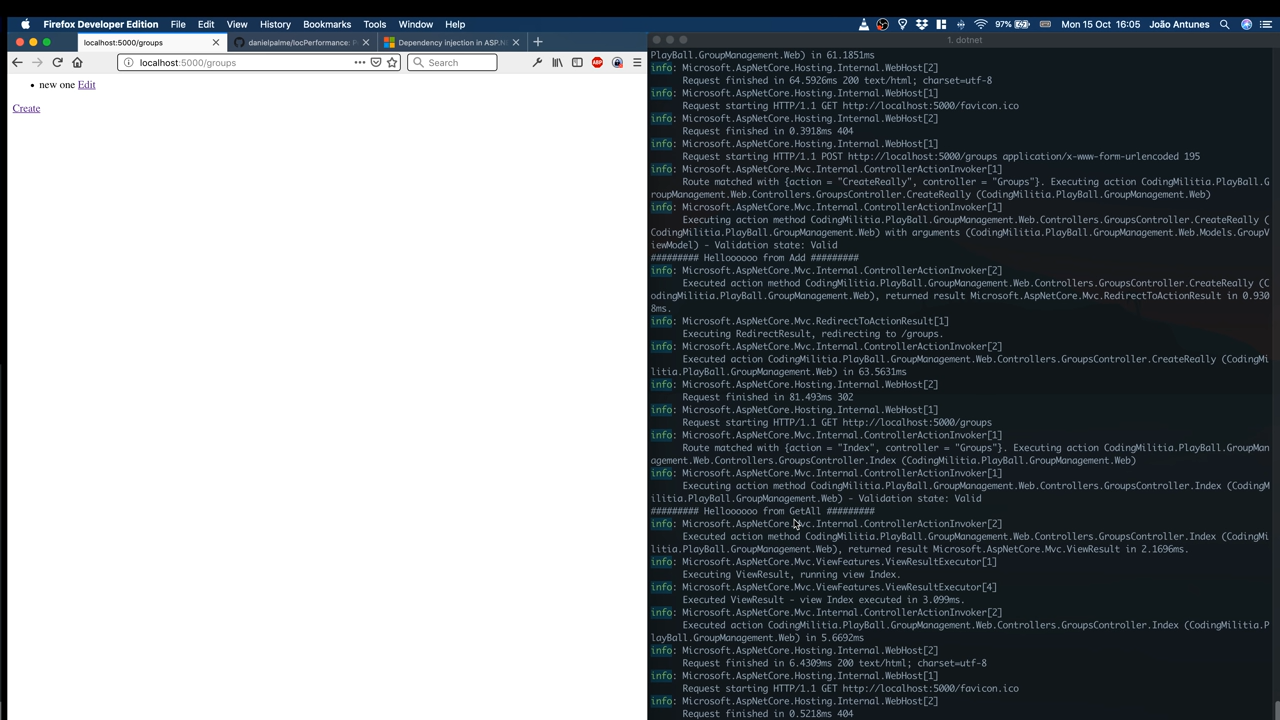 Firefox Developer Edition File Edit View History Bookmarks Tools Window Help 97% Mon 15 Oct 16:05 João Antunes
localhost:5000/groups
danielpalme/IocPerformance: P
Dependency injection in ASP.N
localhost:5000/groups
Search
ABP
new one Edit
Create
1. dotnet
PlayBall.GroupManagement.Web) in 61.1851ms
info: Microsoft.AspNetCore.Hosting.Internal.WebHost[2]
Request finished in 64.5926ms 200 text/html; charset=utf-8
info: Microsoft.AspNetCore.Hosting.Internal.WebHost[1]
Request starting HTTP/1.1 GET http://localhost:5000/favicon.ico
info: Microsoft.AspNetCore.Hosting.Internal.WebHost[2]
Request finished in 0.3918ms 404
info: Microsoft.AspNetCore.Hosting.Internal.WebHost[1]
Request starting HTTP/1.1 POST http://localhost:5000/groups application/x-www-form-urlencoded 195
info: Microsoft.AspNetCore.Mvc.Internal.ControllerActionInvoker[1]
Route matched with {action = "CreateReally", controller = "Groups"}. Executing action CodingMilitia.PlayBall.G
roupManagement.Web.Controllers.GroupsController.CreateReally (CodingMilitia.PlayBall.GroupManagement.Web)
info: Microsoft.AspNetCore.Mvc.Internal.ControllerActionInvoker[1]
Executing action method CodingMilitia.PlayBall.GroupManagement.Web.Controllers.GroupsController.CreateReally (
CodingMilitia.PlayBall.GroupManagement.Web) with arguments (CodingMilitia.PlayBall.GroupManagement.Web.Models.GroupV
iewModel) - Validation state: Valid
######### Helloooooo from Add #########
info: Microsoft.AspNetCore.Mvc.Internal.ControllerActionInvoker[2]
Executed action method CodingMilitia.PlayBall.GroupManagement.Web.Controllers.GroupsController.CreateReally (C
odingMilitia.PlayBall.GroupManagement.Web), returned result Microsoft.AspNetCore.Mvc.RedirectToActionResult in 0.930
8ms.
info: Microsoft.AspNetCore.Mvc.RedirectToActionResult[1]
Executing RedirectResult, redirecting to /groups.
info: Microsoft.AspNetCore.Mvc.Internal.ControllerActionInvoker[2]
Executed action CodingMilitia.PlayBall.GroupManagement.Web.Controllers.GroupsController.CreateReally (CodingMi
litia.PlayBall.GroupManagement.Web) in 63.5631ms
info: Microsoft.AspNetCore.Hosting.Internal.WebHost[2]
Request finished in 81.493ms 302
info: Microsoft.AspNetCore.Hosting.Internal.WebHost[1]
Request starting HTTP/1.1 GET http://localhost:5000/groups
info: Microsoft.AspNetCore.Mvc.Internal.ControllerActionInvoker[1]
Route matched with {action = "Index", controller = "Groups"}. Executing action CodingMilitia.PlayBall.GroupMan
agement.Web.Controllers.GroupsController.Index (CodingMilitia.PlayBall.GroupManagement.Web)
info: Microsoft.AspNetCore.Mvc.Internal.ControllerActionInvoker[1]
Executing action method CodingMilitia.PlayBall.GroupManagement.Web.Controllers.GroupsController.Index (CodingM
ilitia.PlayBall.GroupManagement.Web) - Validation state: Valid
######### Helloooooo from GetAll #########
info: Microsoft.AspNetCore.Mvc.Internal.ControllerActionInvoker[2]
Executed action method CodingMilitia.PlayBall.GroupManagement.Web.Controllers.GroupsController.Index (CodingMi
litia.PlayBall.GroupManagement.Web), returned result Microsoft.AspNetCore.Mvc.ViewResult in 2.1696ms.
info: Microsoft.AspNetCore.Mvc.ViewFeatures.ViewResultExecutor[1]
Executing ViewResult, running view Index.
info: Microsoft.AspNetCore.Mvc.ViewFeatures.ViewResultExecutor[4]
Executed ViewResult - view Index executed in 3.099ms.
info: Microsoft.AspNetCore.Mvc.Internal.ControllerActionInvoker[2]
Executed action CodingMilitia.PlayBall.GroupManagement.Web.Controllers.GroupsController.Index (CodingMilitia.P
layBall.GroupManagement.Web) in 5.6692ms
info: Microsoft.AspNetCore.Hosting.Internal.WebHost[2]
Request finished in 6.4309ms 200 text/html; charset=utf-8
info: Microsoft.AspNetCore.Hosting.Internal.WebHost[1]
Request starting HTTP/1.1 GET http://localhost:5000/favicon.ico
info: Microsoft.AspNetCore.Hosting.Internal.WebHost[2]
Request finished in 0.5218ms 404